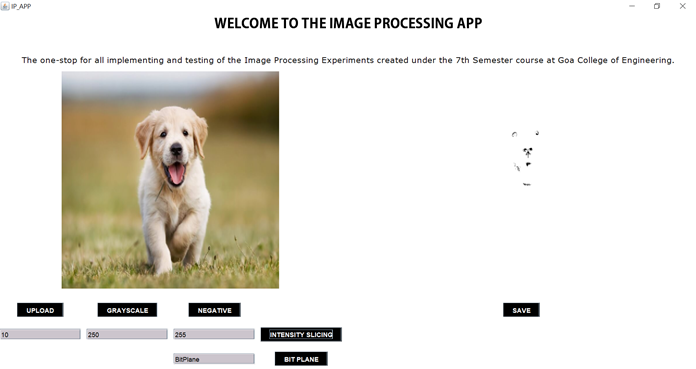 IP_APP
WELCOME TO THE IMAGE PROCESSING APP
The one-stop for all implementing and testing of the Image Processing Experiments created under the 7th Semester course at Goa College of Engineering.
UPLOAD GRAYSCALE NEGATIVE SAVE
10 250 255 INTENSITY SLICING
BitPlane BIT PLANE